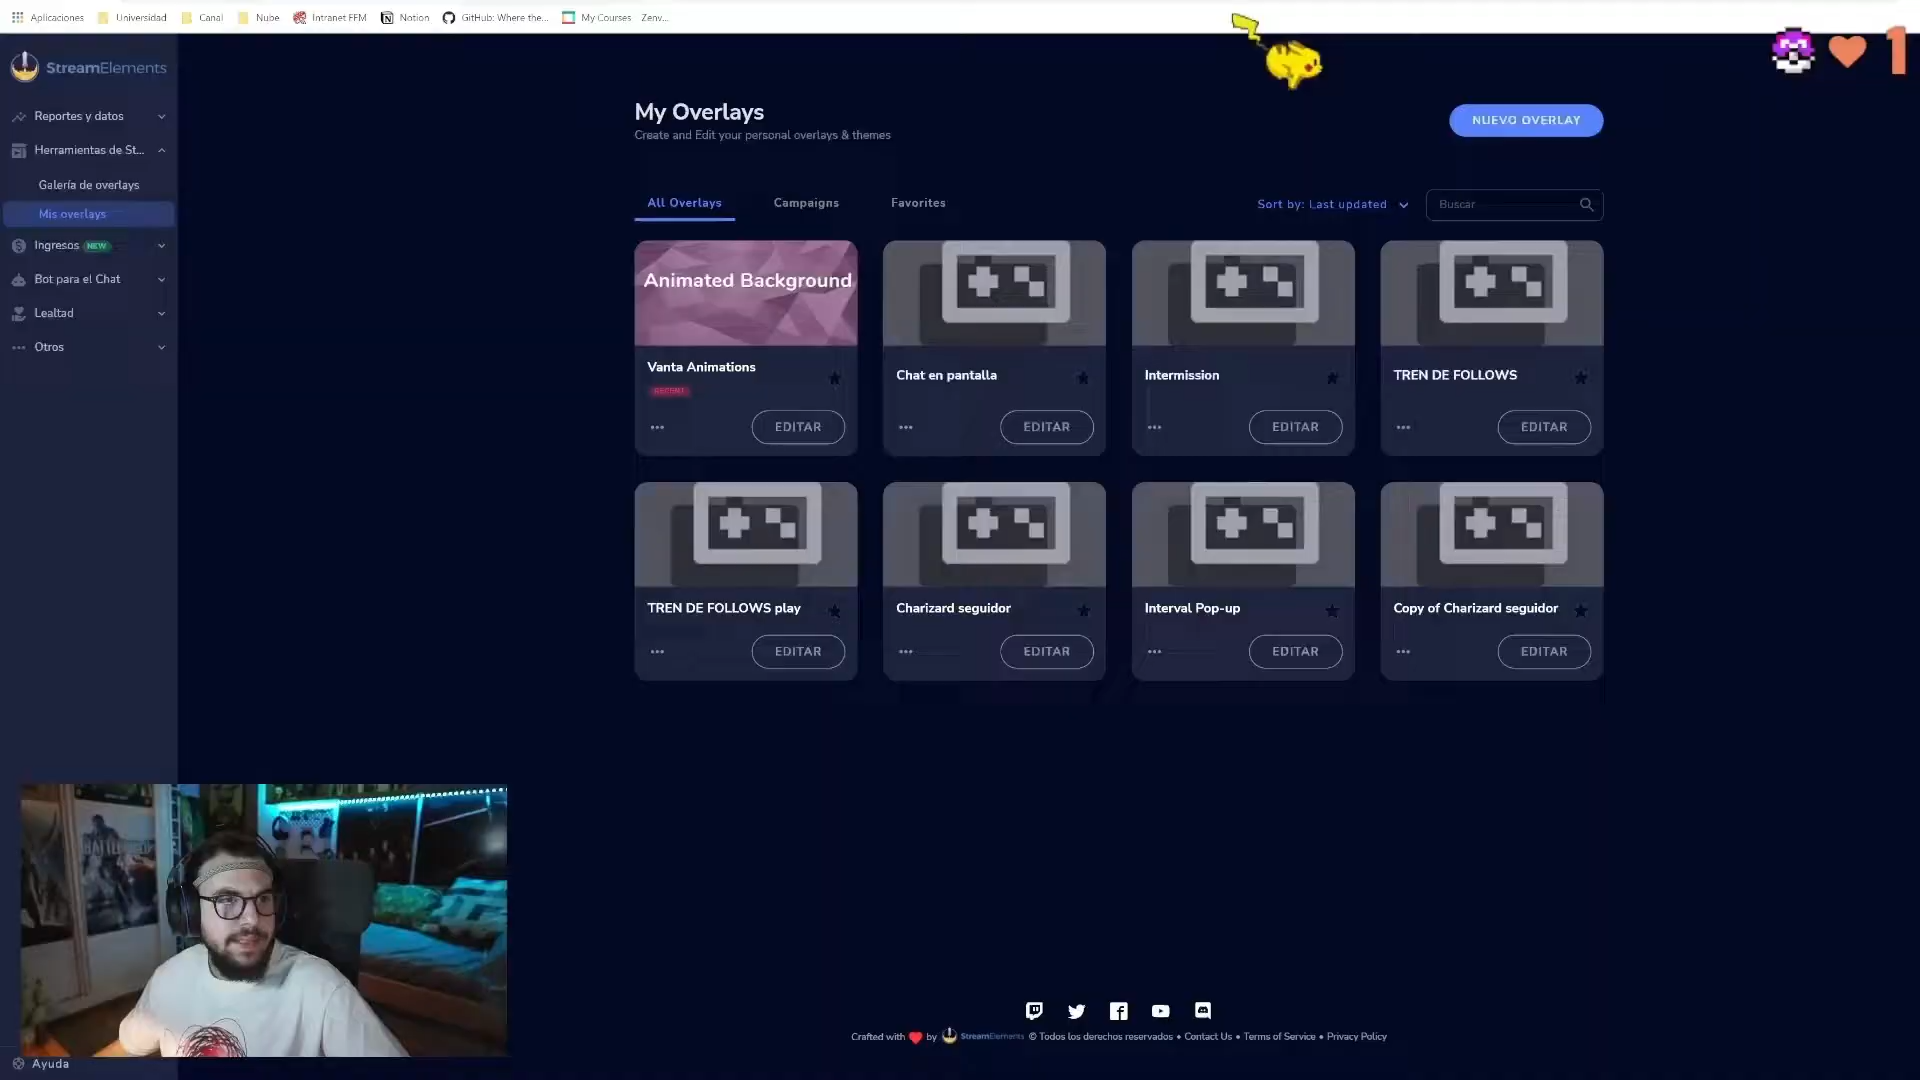 Aplicaciones Universidad Canal Nube Intranet FFM Notion GitHub: Where the... My Courses Zenv...
StreamElements
1
Reportes y datos
Herramientas de St...
Galería de overlays
Mis overlays
Ingresos NEW
Bot para el Chat
Lealtad
Otros
My Overlays
Create and Edit your personal overlays & themes
NUEVO OVERLAY
All Overlays Campaigns Favorites
Sort by: Last updated
Buscar
Animated Background
Vanta Animations
RECENT
EDITAR
Chat en pantalla
EDITAR
Intermission
EDITAR
TREN DE FOLLOWS
EDITAR
TREN DE FOLLOWS play
EDITAR
Charizard seguidor
EDITAR
Interval Pop-up
EDITAR
Copy of Charizard seguidor
EDITAR
BATTLEFIELD
Crafted with by StreamElements © Todos los derechos reservados • Contact Us • Terms of Service • Privacy Policy
Ayuda